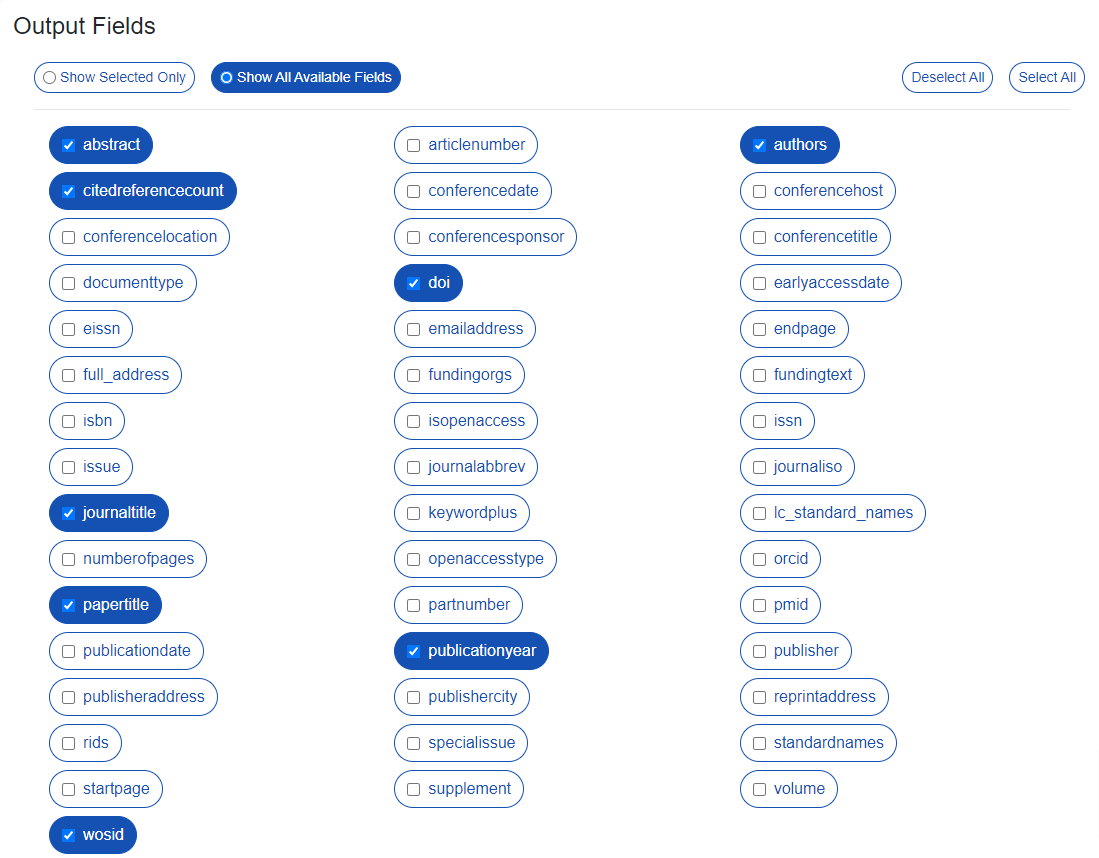 Output Fields
Show Selected Only Show All Available Fields Deselect All Select All
abstract articlenumber authors
citedreferencecount conferencedate conferencehost
conferencelocation conferencesponsor conferencetitle
documenttype doi earlyaccessdate
eissn emailaddress endpage
full_address fundingorgs fundingtext
isbn isopenaccess issn
issue journalabbrev journaliso
journaltitle keywordplus lc_standard_names
numberofpages openaccesstype orcid
papertitle partnumber pmid
publicationdate publicationyear publisher
publisheraddress publishercity reprintaddress
rids specialissue standardnames
startpage supplement volume
wosid